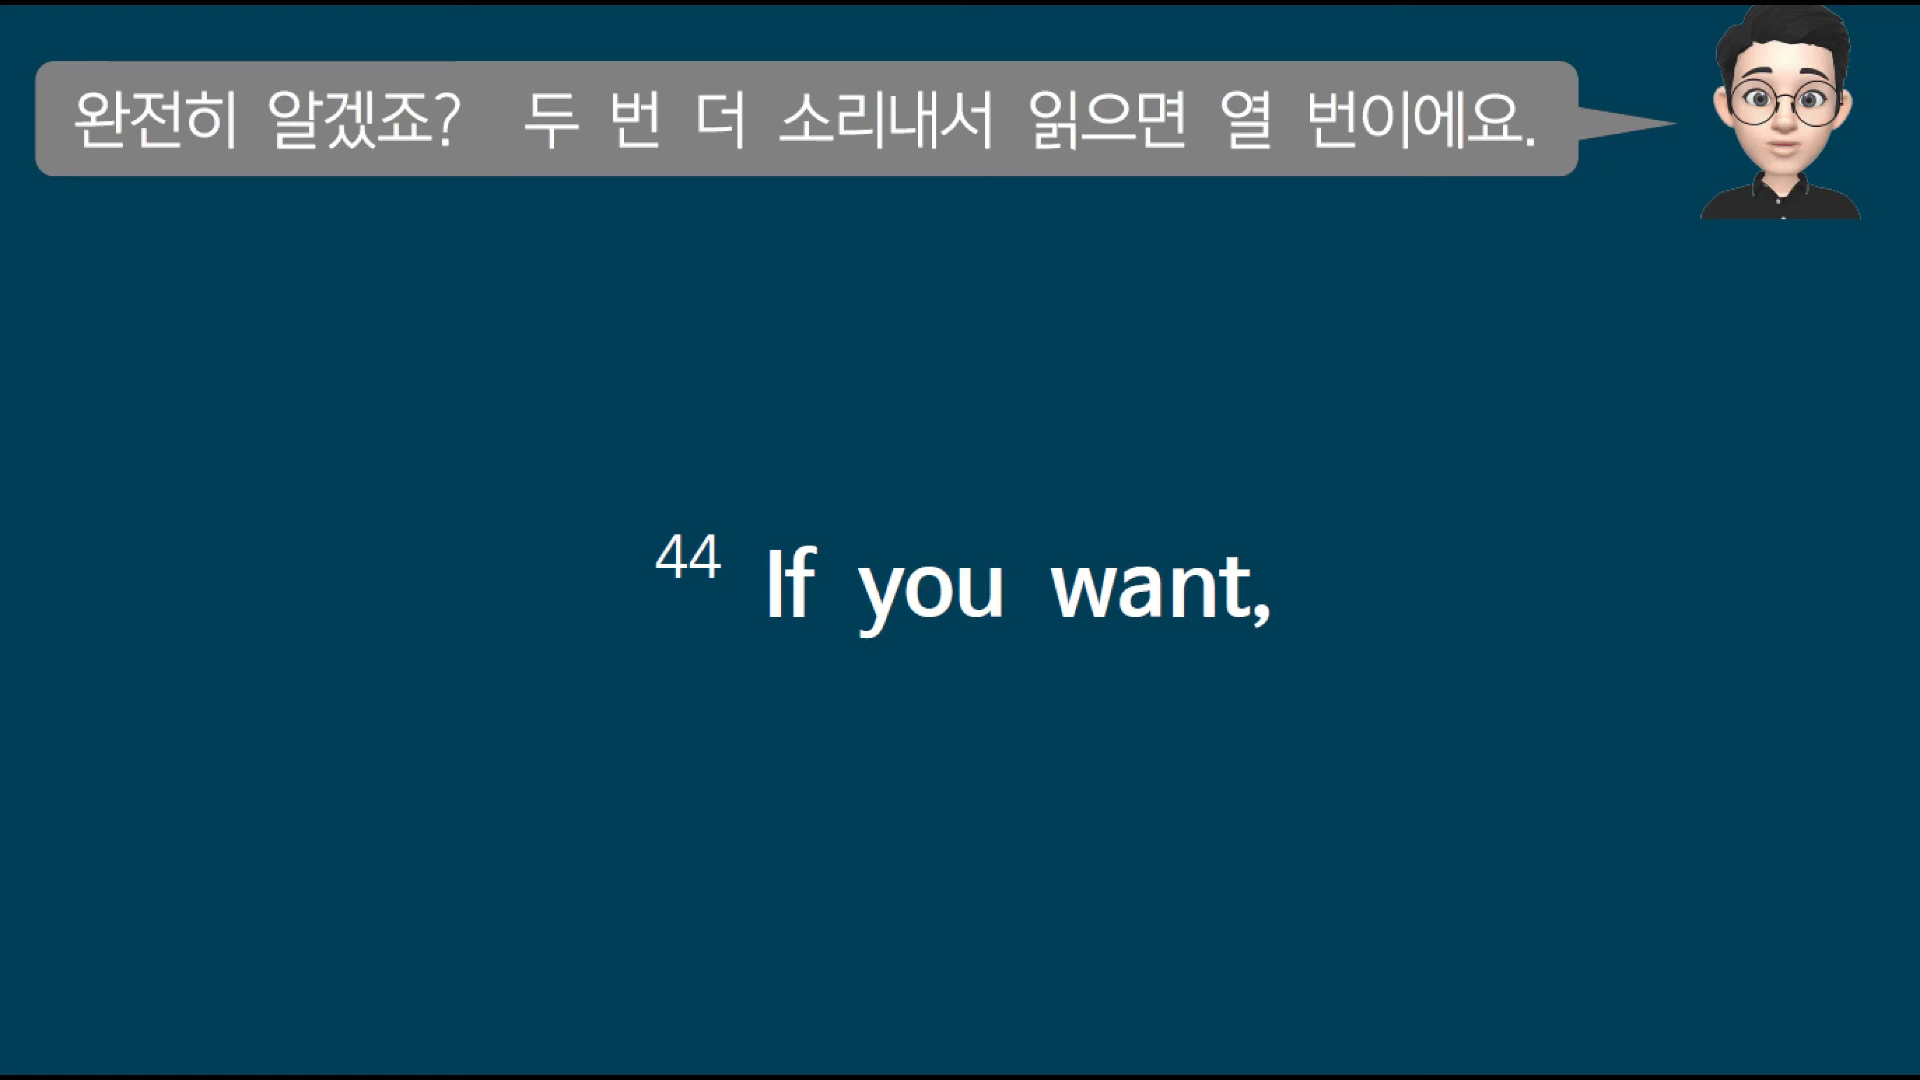 완전히 알겠죠? 두 번 더 소리내서 읽으면 열 번이에요.
44 If you want,